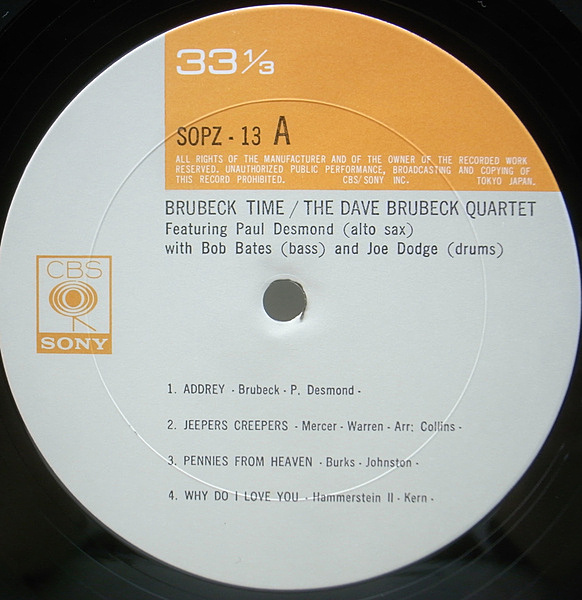 33 1/3
SOPZ - 13 A
ALL RIGHTS OF THE MANUFACTURER AND OF THE OWNER OF THE RECORDED WORK
RESERVED. UNAUTHORIZED PUBLIC PERFORMANCE, BROADCASTING AND COPYING OF
THIS RECORD PROHIBITED. CBS/SONY INC. TOKYO JAPAN.
BRUBECK TIME / THE DAVE BRUBECK QUARTET
Featuring Paul Desmond (alto sax)
with Bob Bates (bass) and Joe Dodge (drums)
CBS
SONY
1. ADDREY - Brubeck - P. Desmond -
2. JEEPERS CREEPERS - Mercer - Warren - Arr: Collins -
3. PENNIES FROM HEAVEN - Burks - Johnston -
4. WHY DO I LOVE YOU - Hammerstein II - Kern -